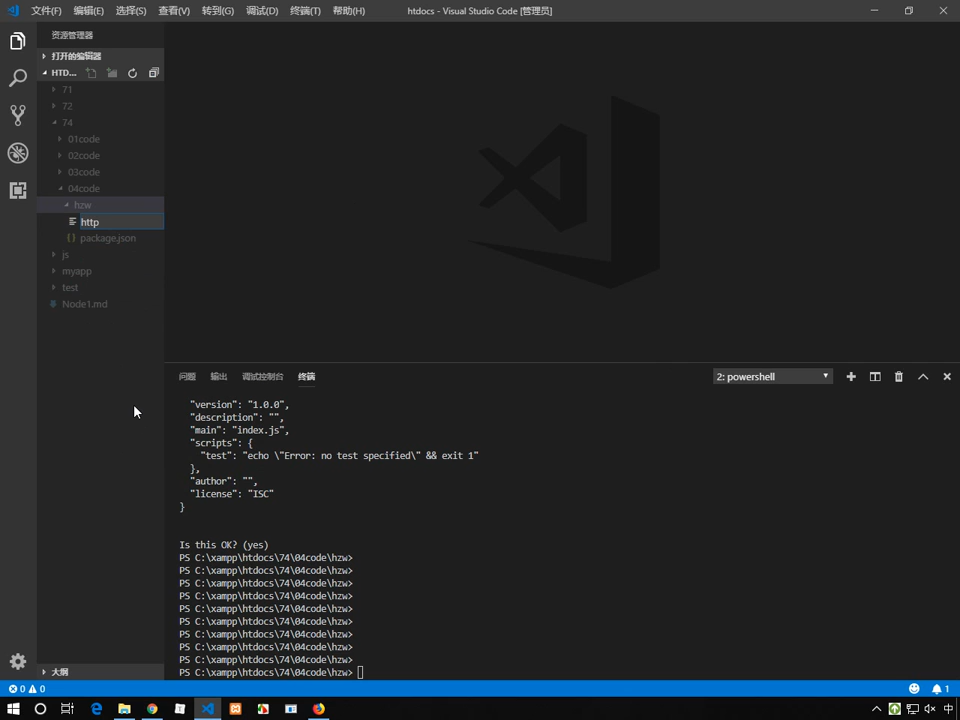 文件(F) 编辑(E) 选择(S) 查看(V) 转到(G) 调试(D) 终端(T) 帮助(H) htdocs - Visual Studio Code [管理员]
资源管理器
打开的编辑器
HTD...
71
72
74
01code
02code
03code
04code
hzw
http
package.json
js
myapp
test
Node1.md
大纲
问题 输出 调试控制台 终端 2: powershell
"version": "1.0.0",
"description": "",
"main": "index.js",
"scripts": {
"test": "echo \"Error: no test specified\" && exit 1"
},
"author": "",
"license": "ISC"
}
Is this OK? (yes)
PS C:\xampp\htdocs\74\04code\hzw>
PS C:\xampp\htdocs\74\04code\hzw>
PS C:\xampp\htdocs\74\04code\hzw>
PS C:\xampp\htdocs\74\04code\hzw>
PS C:\xampp\htdocs\74\04code\hzw>
PS C:\xampp\htdocs\74\04code\hzw>
PS C:\xampp\htdocs\74\04code\hzw>
PS C:\xampp\htdocs\74\04code\hzw>
PS C:\xampp\htdocs\74\04code\hzw>
PS C:\xampp\htdocs\74\04code\hzw>
0 0 1
中